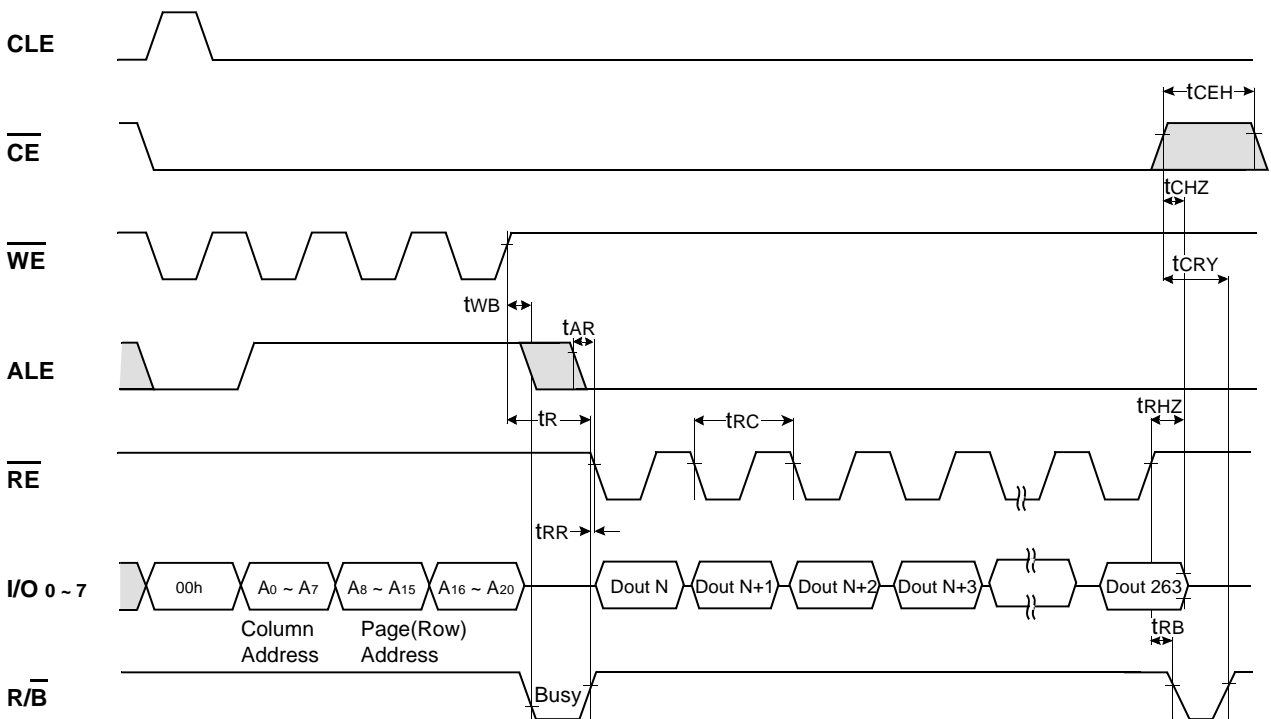 CLE
tCEH
CE
tCHZ
WE
tCRY
tWB
tAR
ALE
tR
tRC
tRHZ
RE
tRR
I/O 0 ~ 7
00h
A0 ~ A7
A8 ~ A15
A16 ~ A20
Dout N
Dout N+1
Dout N+2
Dout N+3
Dout 263
Column
Address
Page(Row)
Address
tRB
R/B
Busy